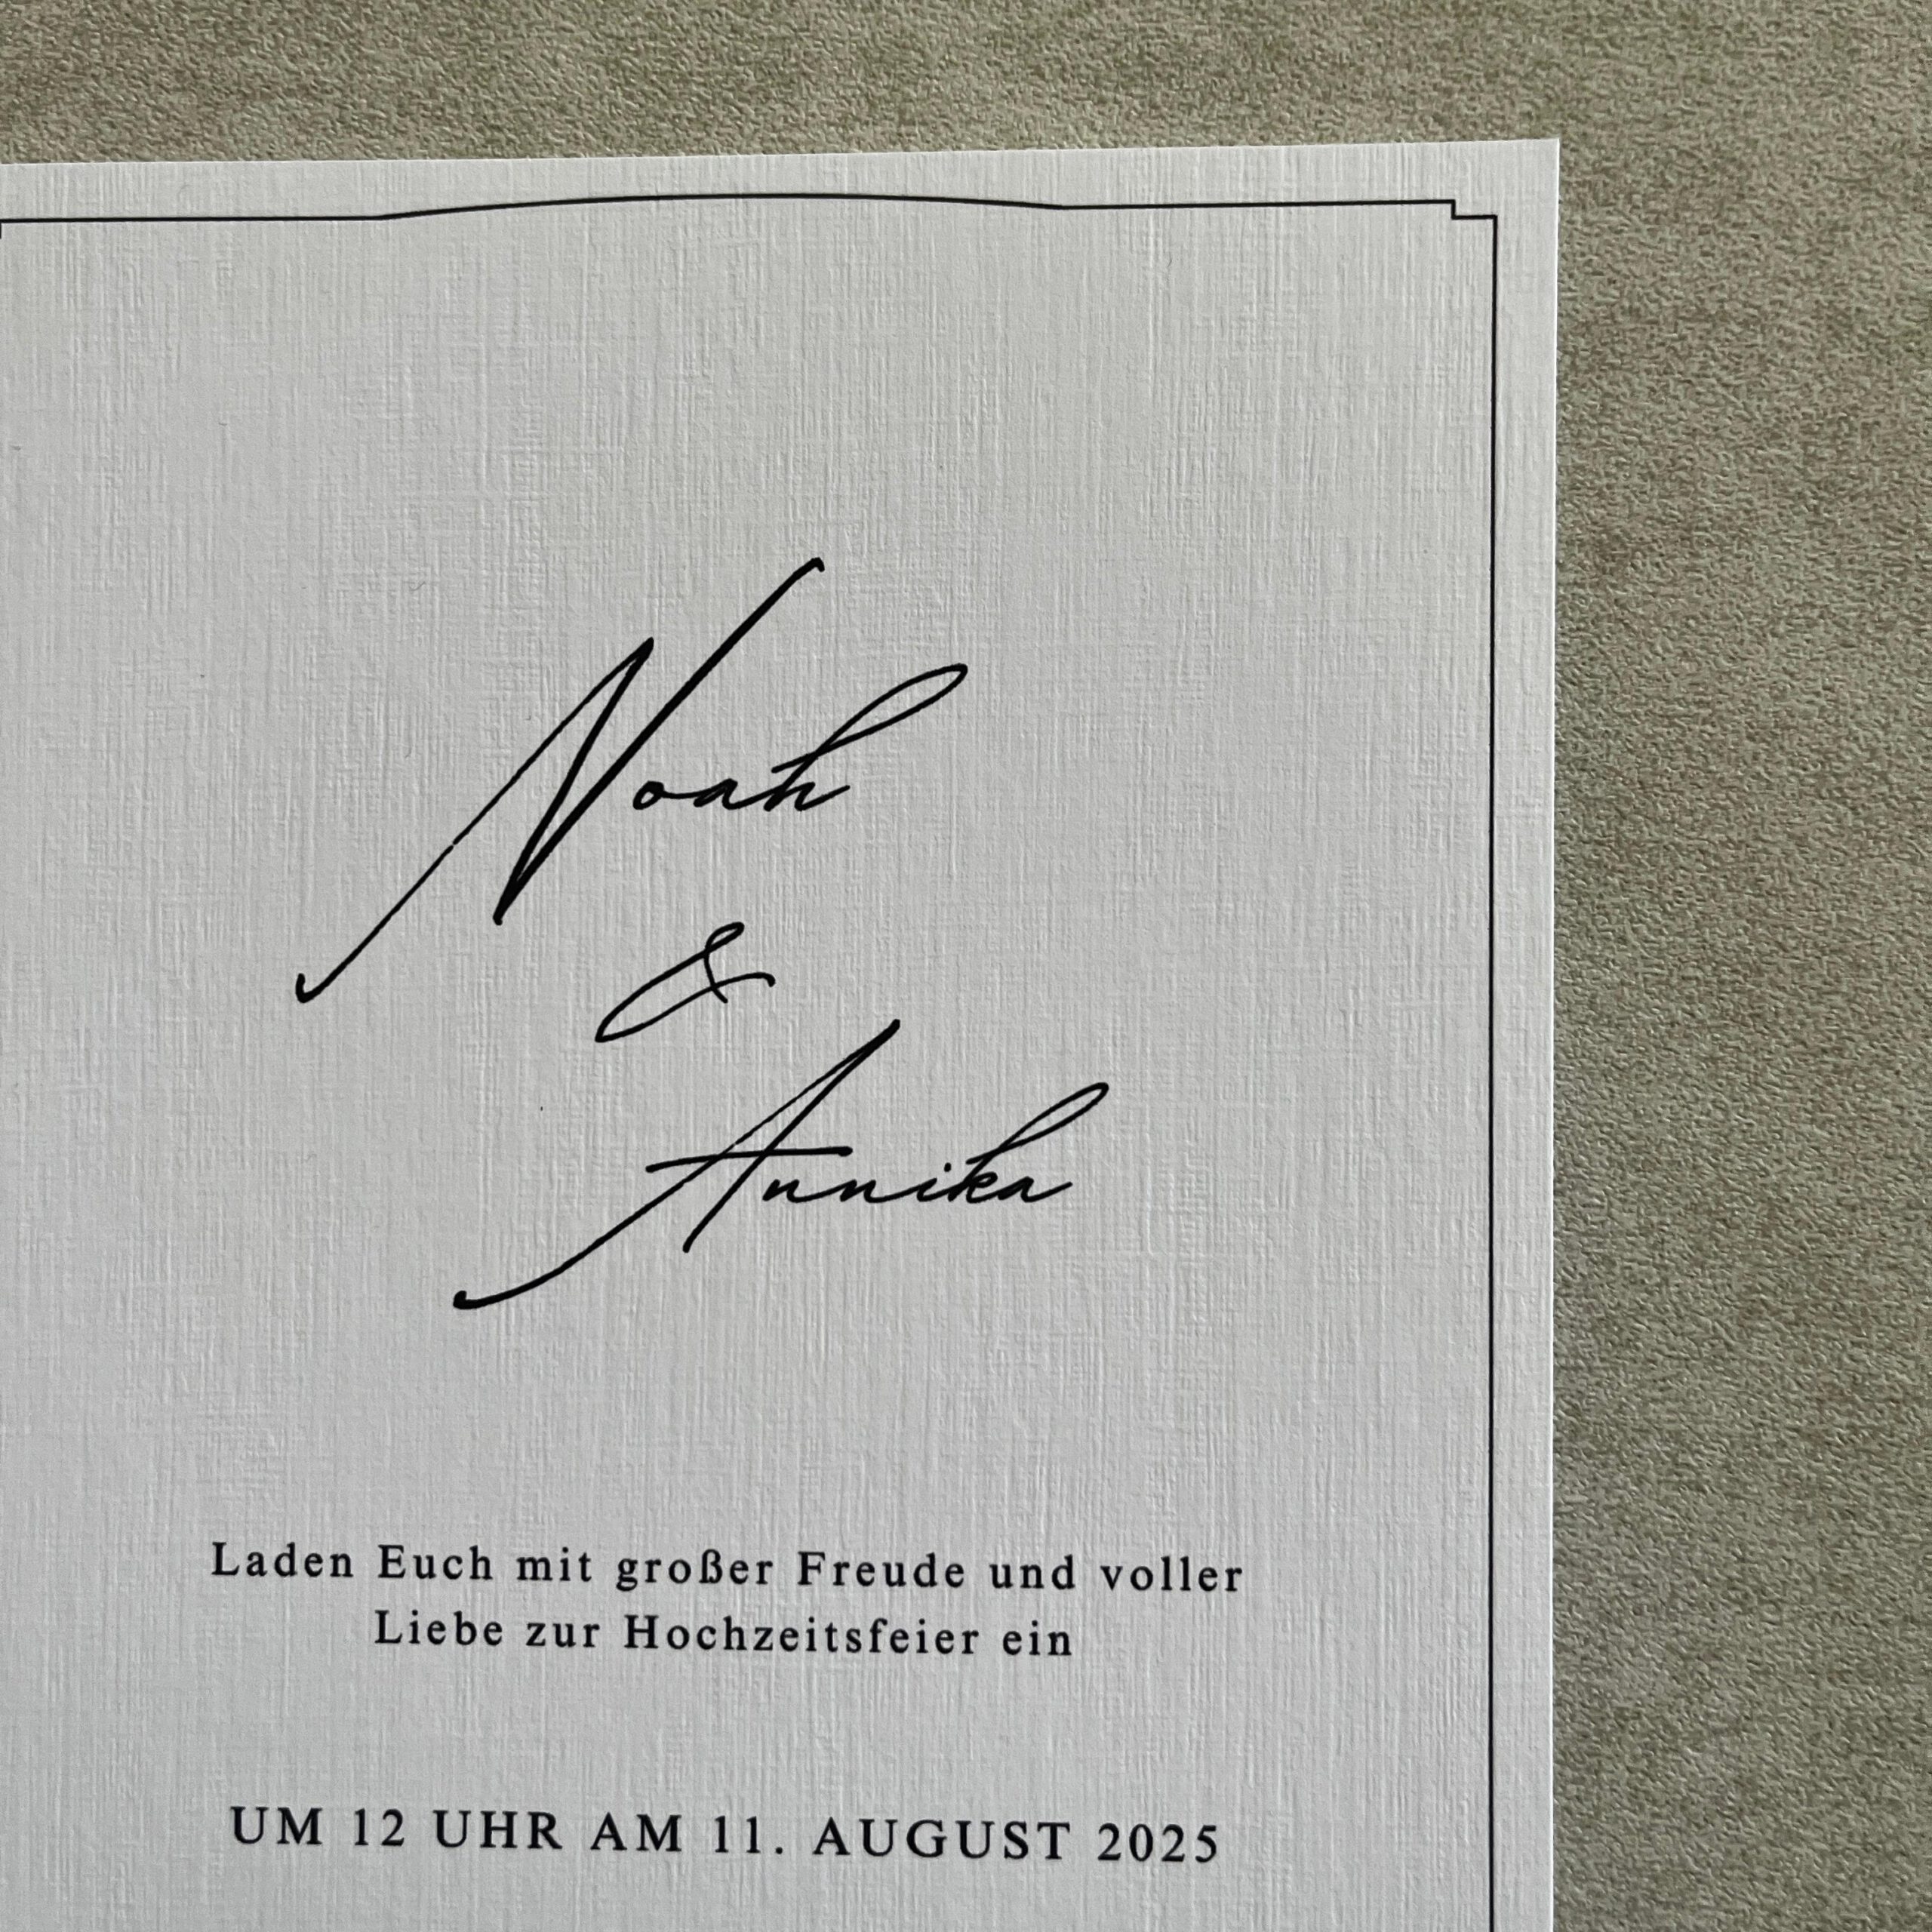 Noah
&
Annika
Laden Euch mit großer Freude und voller
Liebe zur Hochzeitsfeier ein
UM 12 UHR AM 11. AUGUST 2025